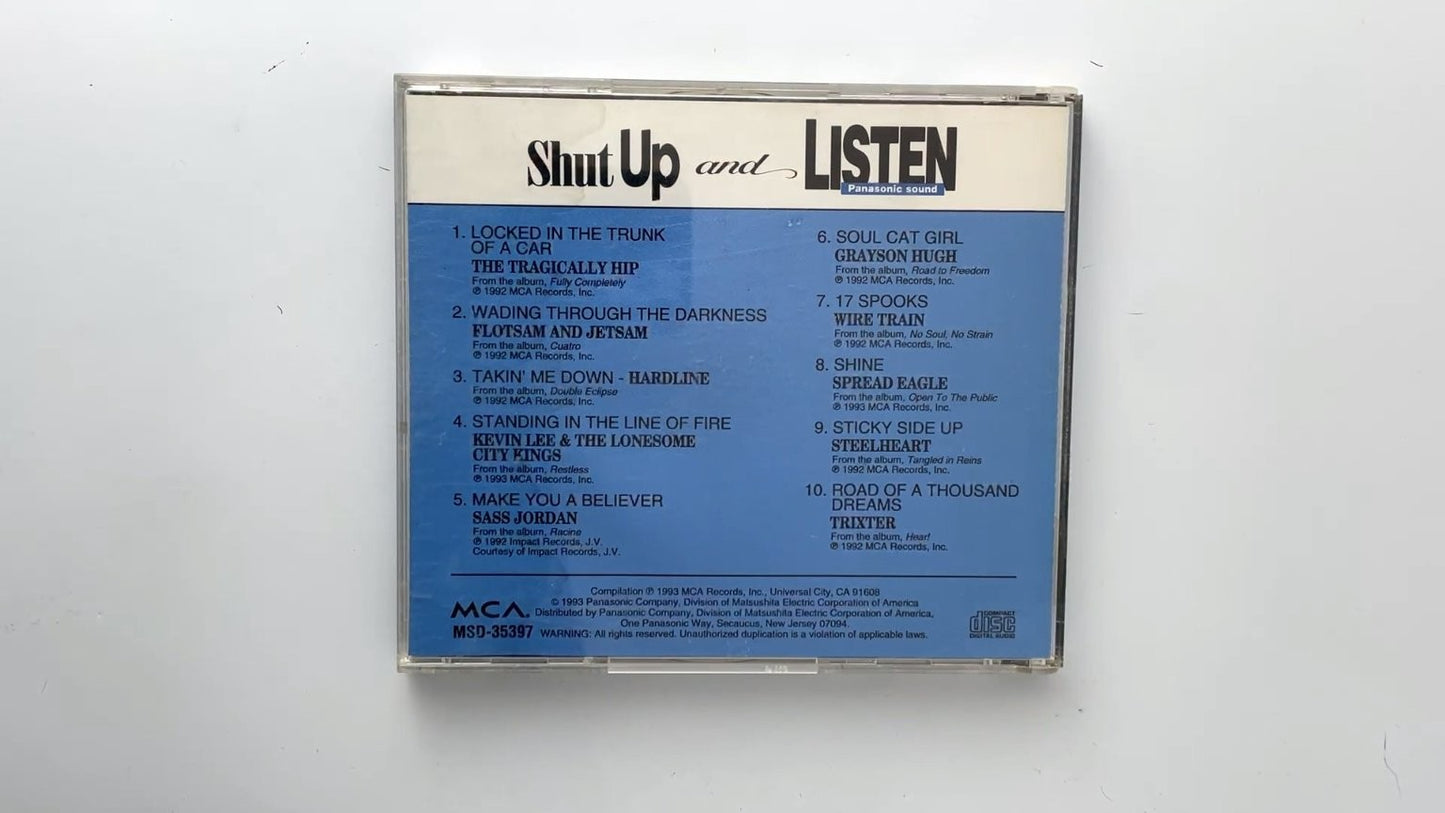 Shut Up and LISTEN
Panasonic sound
1. LOCKED IN THE TRUNK
OF A CAR
THE TRAGICALLY HIP
From the album, Fully Completely
℗ 1992 MCA Records, Inc.
2. WADING THROUGH THE DARKNESS
FLOTSAM AND JETSAM
From the album, Cuatro
℗ 1992 MCA Records, Inc.
3. TAKIN' ME DOWN - HARDLINE
From the album, Double Eclipse
℗ 1992 MCA Records, Inc.
4. STANDING IN THE LINE OF FIRE
KEVIN LEE & THE LONESOME
CITY KINGS
From the album, Restless
℗ 1993 MCA Records, Inc.
5. MAKE YOU A BELIEVER
SASS JORDAN
From the album, Racine
℗ 1992 Impact Records, J.V.
Courtesy of Impact Records, J.V.
6. SOUL CAT GIRL
GRAYSON HUGH
From the album, Road to Freedom
℗ 1992 MCA Records, Inc.
7. 17 SPOOKS
WIRE TRAIN
From the album, No Soul, No Strain
℗ 1992 MCA Records, Inc.
8. SHINE
SPREAD EAGLE
From the album, Open To The Public
℗ 1993 MCA Records, Inc.
9. STICKY SIDE UP
STEELHEART
From the album, Tangled in Reins
℗ 1992 MCA Records, Inc.
10. ROAD OF A THOUSAND
DREAMS
TRIXTER
From the album, Hear!
℗ 1992 MCA Records, Inc.
Compilation ℗ 1993 MCA Records, Inc., Universal City, CA 91608
© 1993 Panasonic Company, Division of Matsushita Electric Corporation of America
Distributed by Panasonic Company, Division of Matsushita Electric Corporation of America,
One Panasonic Way, Secaucus, New Jersey 07094.
WARNING: All rights reserved. Unauthorized duplication is a violation of applicable laws.
MCA
MSD-35397
COMPACT
disc
DIGITAL AUDIO